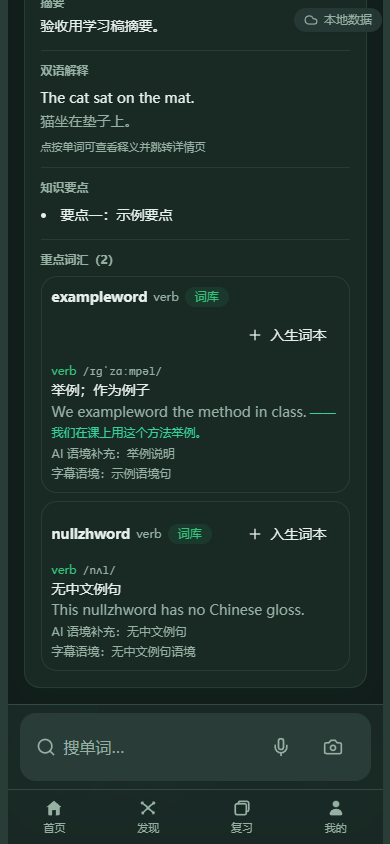 摘要
本地数据
验收用学习稿摘要。
双语解释
The cat sat on the mat.
猫坐在垫子上。
点按单词可查看释义并跳转详情页
知识要点
• 要点一：示例要点
重点词汇（2）
exampleword verb 词库
＋ 入生词本
verb /ɪɡˈzɑːmpəl/
举例；作为例子
We exampleword the method in class. ——
我们在课上用这个方法举例。
AI 语境补充：举例说明
字幕语境：示例语境句
nullzhword verb 词库 ＋ 入生词本
verb /nʌl/
无中文例句
This nullzhword has no Chinese gloss.
AI 语境补充：无中文例句
字幕语境：无中文例句语境
搜单词...
首页 发现 复习 我的